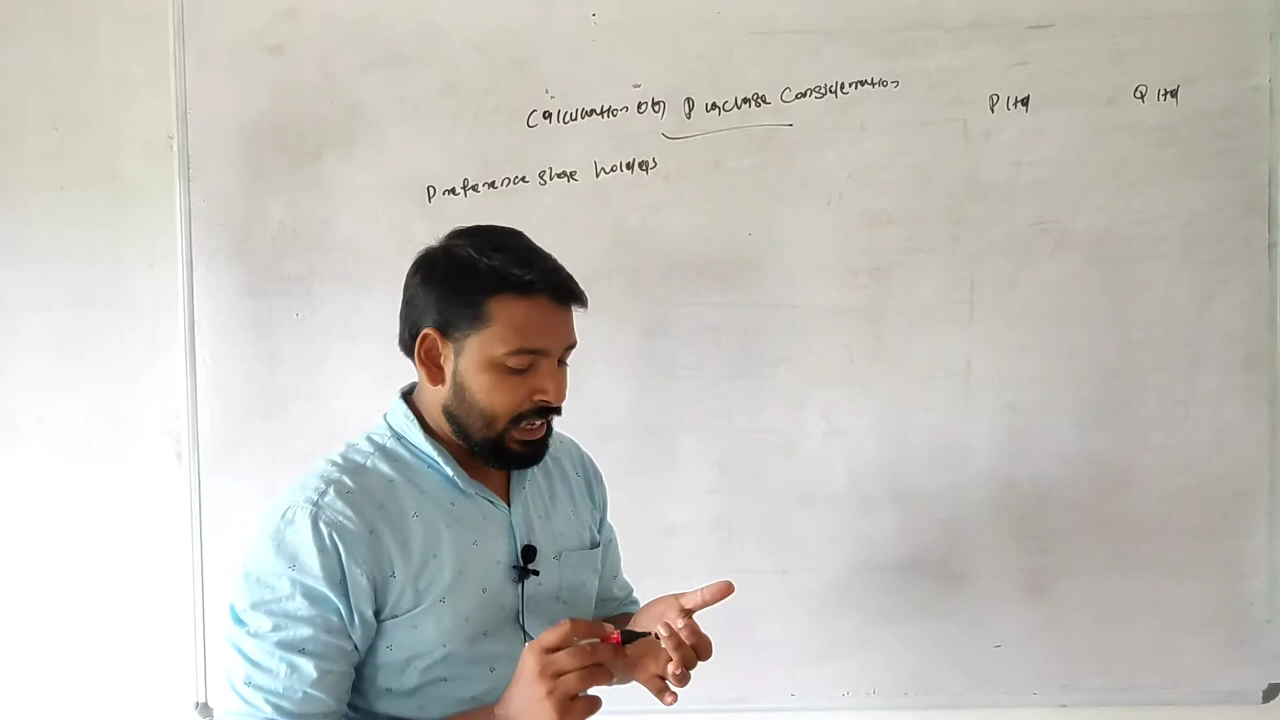 Calculation of Purchase Consideration P ltd Q ltd
Preference share holders